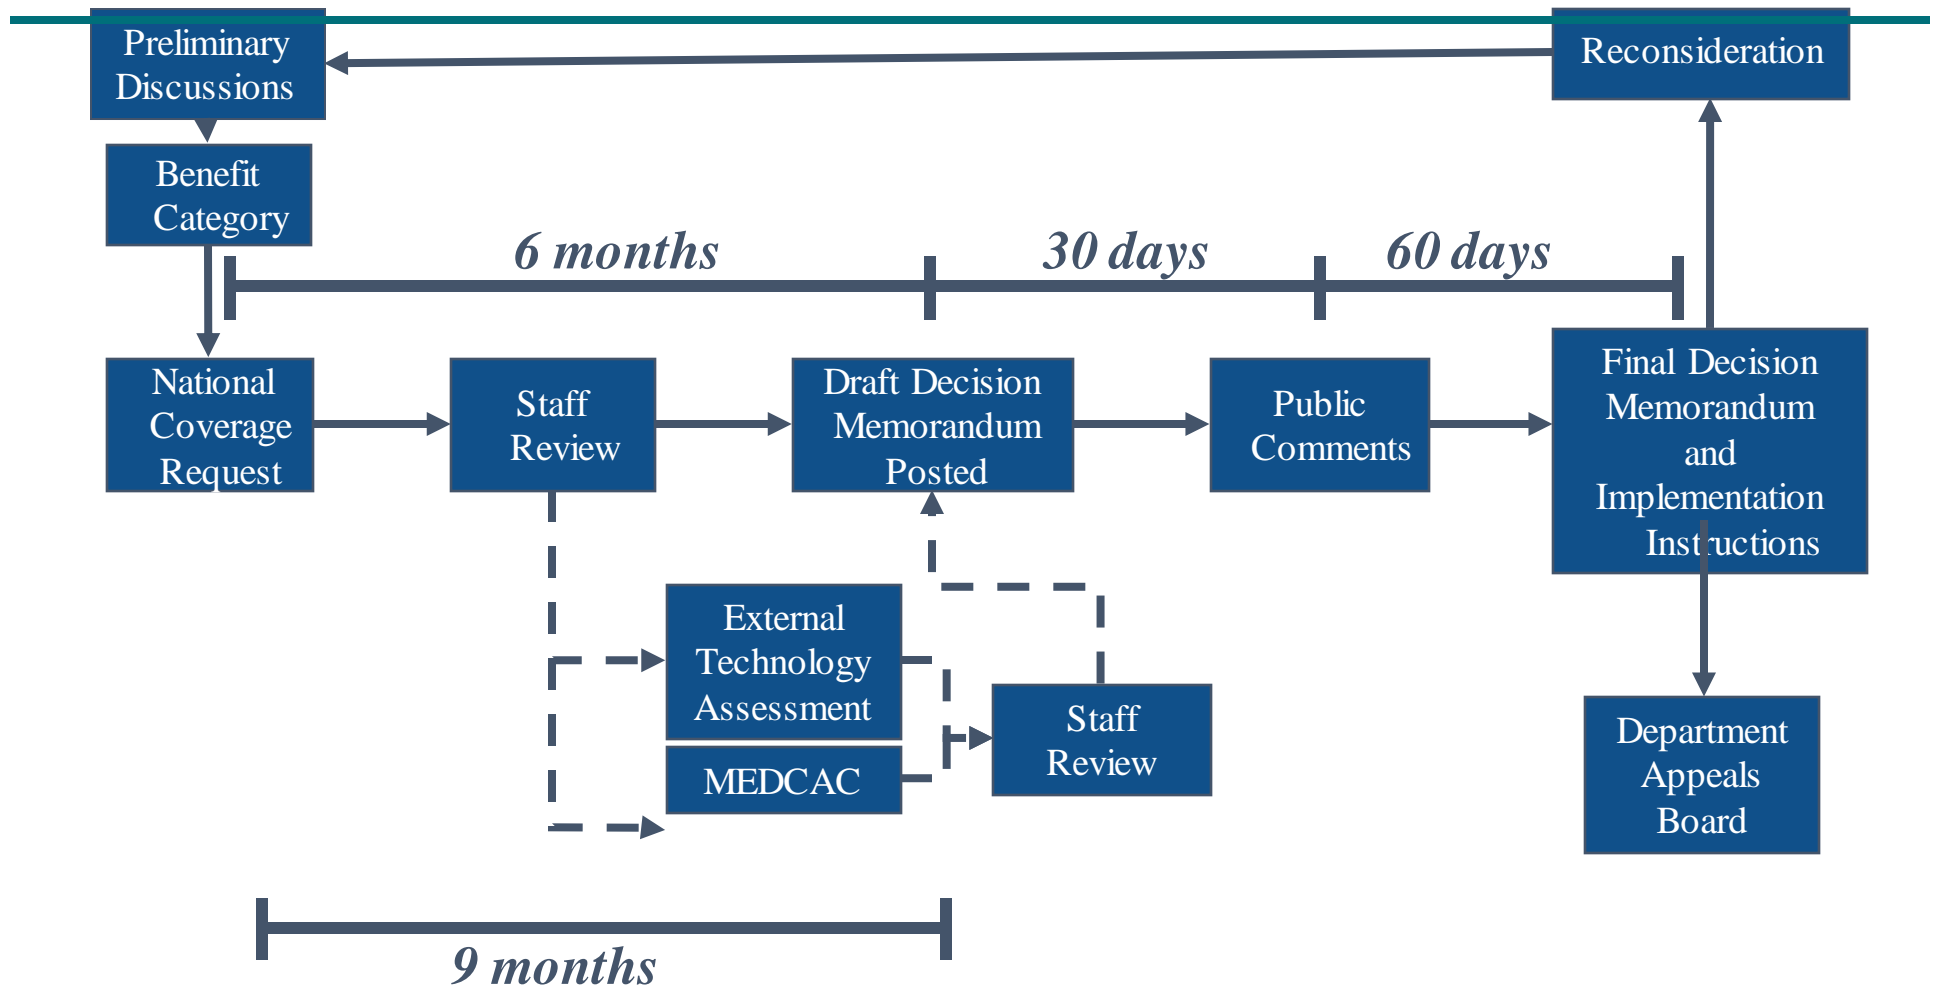 Preliminary
Discussions
Reconsideration
Benefit
Category
6 months
30 days
60 days
National
Coverage
Request
Staff
Review
Draft Decision
Memorandum
Posted
Public
Comments
Final Decision
Memorandum
and
Implementation
Instructions
External
Technology
Assessment
MEDCAC
Staff
Review
Department
Appeals
Board
9 months